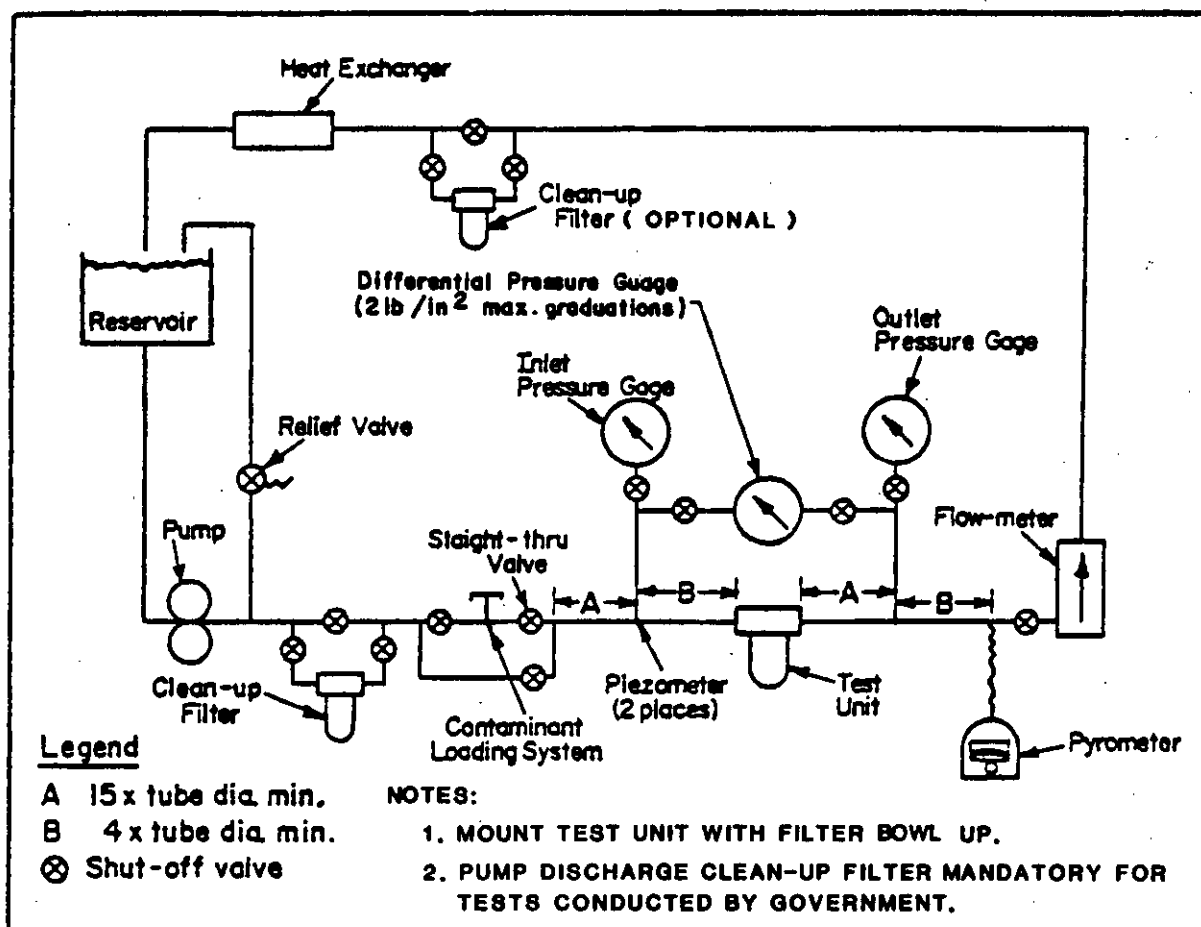 Heat Exchanger
Clean-up
Filter ( OPTIONAL )
Differential Pressure Guage
(2 lb / in² max. graduations)
Reservoir
Outlet
Pressure Gage
Inlet
Pressure Gage
Relief Valve
Flow-meter
Pump
Staight-thru
Valve
A
B
A
B
Clean-up
Filter
Contaminant
Loading System
Piezometer
(2 places)
Test
Unit
Pyrometer
Legend
A 15 x tube dia. min.
B 4 x tube dia. min.
Shut-off valve
NOTES:
1. MOUNT TEST UNIT WITH FILTER BOWL UP.
2. PUMP DISCHARGE CLEAN-UP FILTER MANDATORY FOR
TESTS CONDUCTED BY GOVERNMENT.